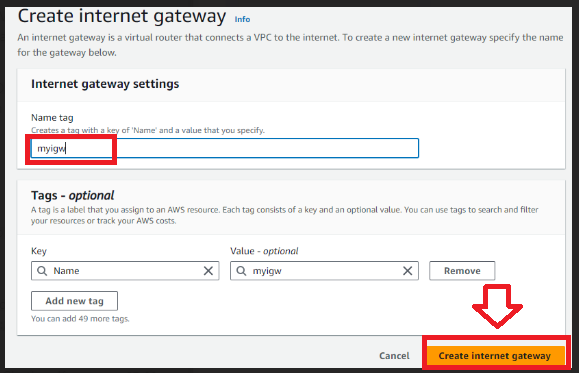 Create internet gateway Info
An internet gateway is a virtual router that connects a VPC to the internet. To create a new internet gateway specify the name
for the gateway below.
Internet gateway settings
Name tag
Creates a tag with a key of 'Name' and a value that you specify.
myigw
Tags - optional
A tag is a label that you assign to an AWS resource. Each tag consists of a key and an optional value. You can use tags to search and filter
your resources or track your AWS costs.
Key Value - optional
Name myigw Remove
Add new tag
You can add 49 more tags.
Cancel Create internet gateway